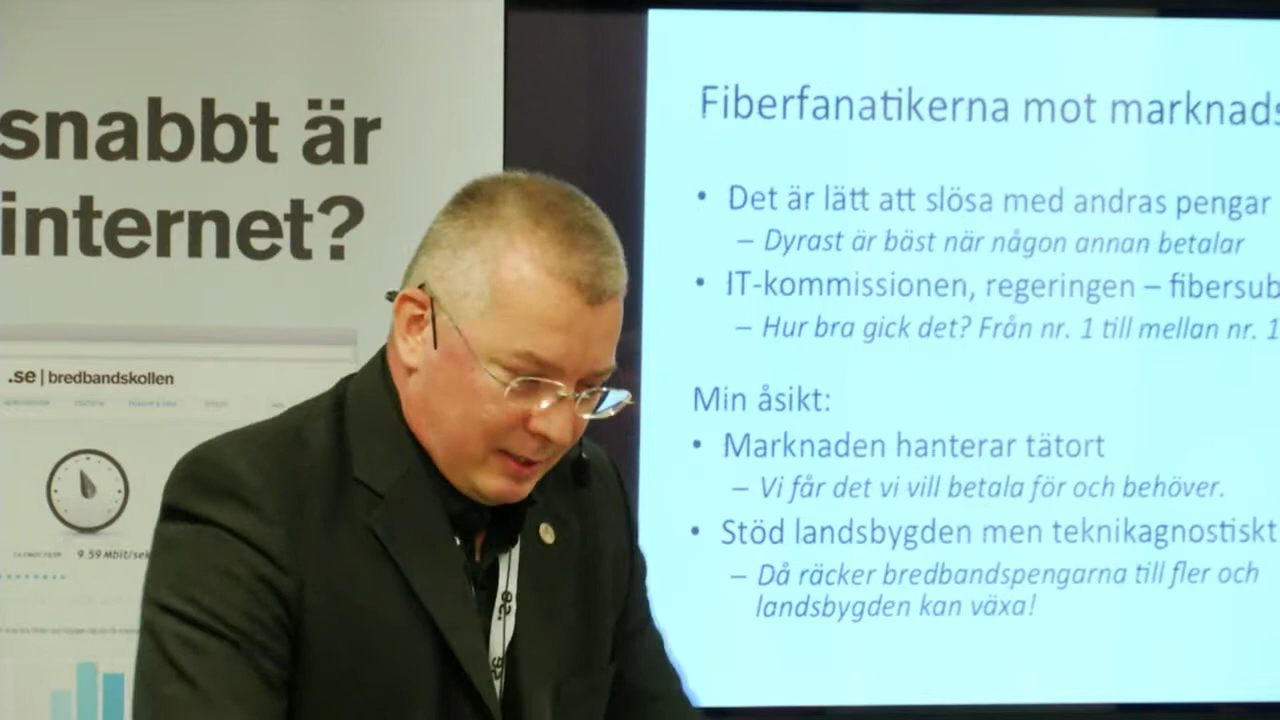 snabbt är
internet?
.se | bredbandskollen
9.59 Mbit/sek
.se
Fiberfanatikerna mot marknads
• Det är lätt att slösa med andras pengar
– Dyrast är bäst när någon annan betalar
• IT-kommissionen, regeringen – fibersub
– Hur bra gick det? Från nr. 1 till mellan nr. 1
Min åsikt:
• Marknaden hanterar tätort
– Vi får det vi vill betala för och behöver.
• Stöd landsbygden men teknikagnostiskt
– Då räcker bredbandspengarna till fler och
landsbygden kan växa!